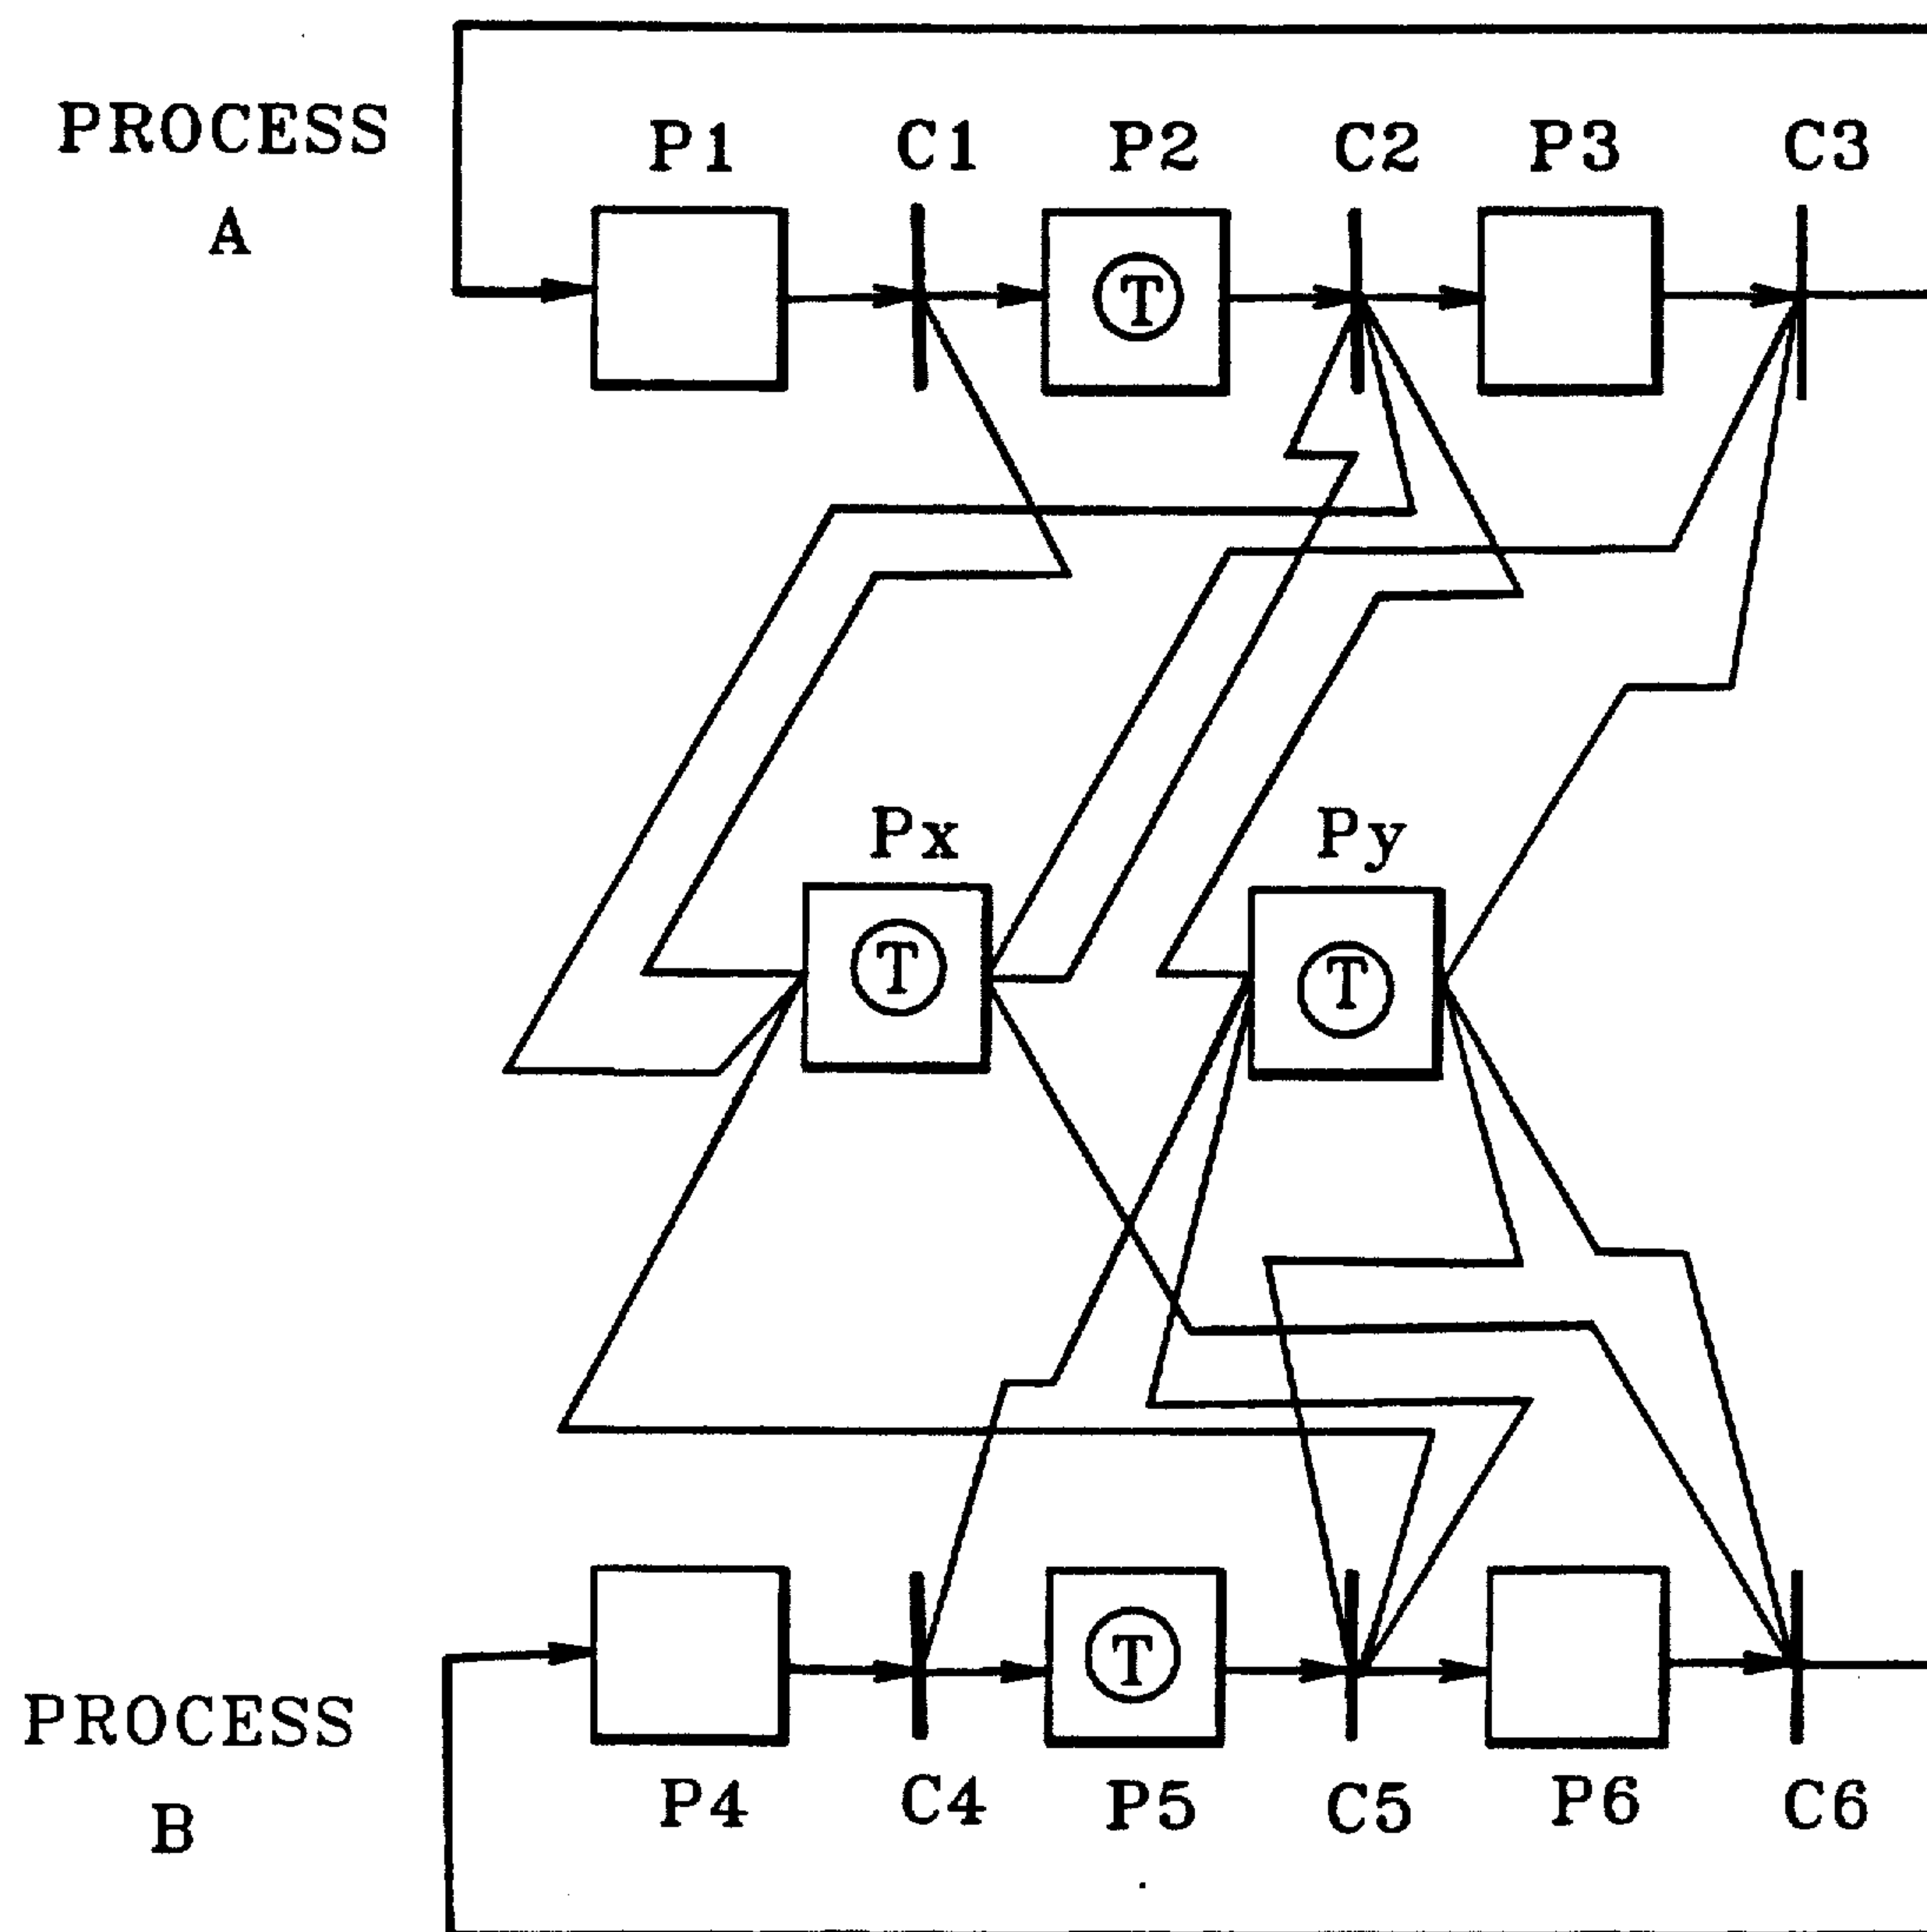 PROCESS
A
P1 C1 P2 C2 P3 C3
T
Px Py
T T
T
P4 C4 P5 C5 P6 C6
PROCESS
B